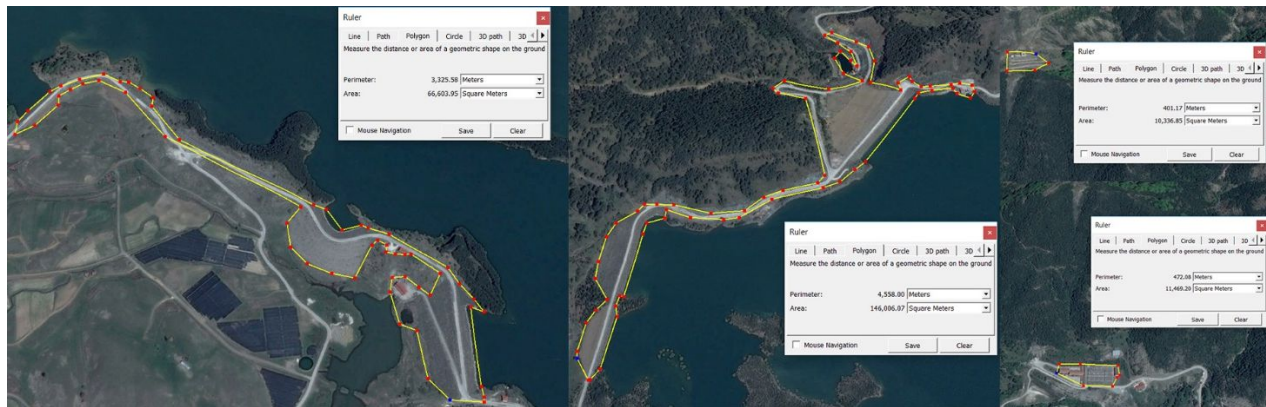 Ruler
Line Path Polygon Circle 3D path 3D
Measure the distance or area of a geometric shape on the ground
Perimeter: 3,325.58 Meters
Area: 66,603.95 Square Meters
Mouse Navigation Save Clear
Ruler
Line Path Polygon Circle 3D path 3D
Measure the distance or area of a geometric shape on the ground
Perimeter: 4,558.00 Meters
Area: 146,006.07 Square Meters
Mouse Navigation Save Clear
Ruler
Line Path Polygon Circle 3D path 3D
Measure the distance or area of a geometric shape on the ground
Perimeter: 401.17 Meters
Area: 10,336.85 Square Meters
Mouse Navigation Save Clear
Ruler
Line Path Polygon Circle 3D path 3D
Measure the distance or area of a geometric shape on the ground
Perimeter: 472.08 Meters
Area: 11,469.20 Square Meters
Mouse Navigation Save Clear